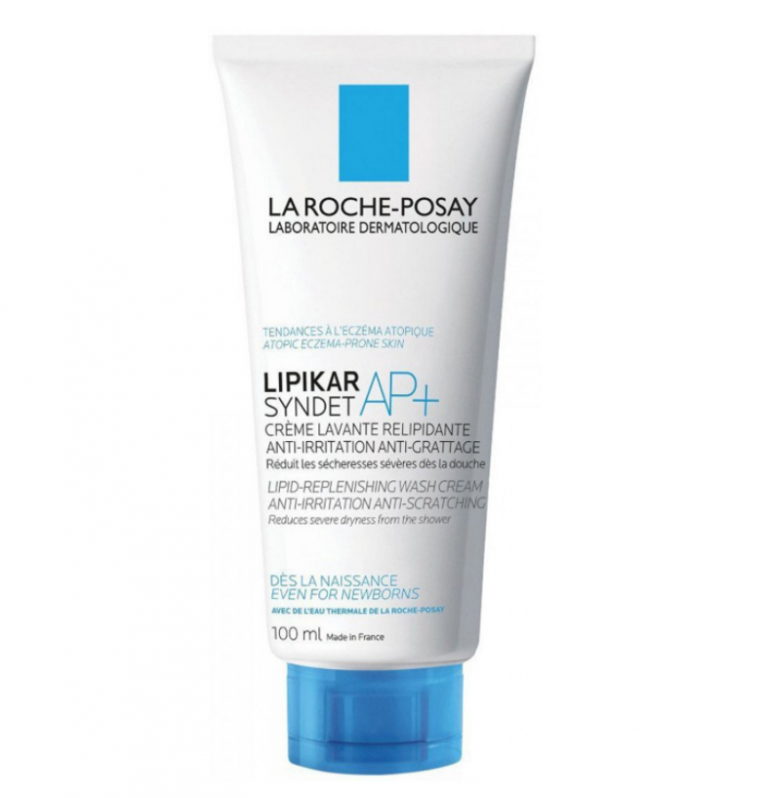 LA ROCHE-POSAY
LABORATOIRE DERMATOLOGIQUE
TENDANCES À L'ECZÉMA ATOPIQUE
ATOPIC ECZEMA-PRONE SKIN
LIPIKAR
SYNDET AP+
CRÈME LAVANTE RELIPIDANTE
ANTI-IRRITATION ANTI-GRATTAGE
Réduit les sécheresses sévères dès la douche
LIPID-REPLENISHING WASH CREAM
ANTI-IRRITATION ANTI-SCRATCHING
Reduces severe dryness from the shower
DÈS LA NAISSANCE
EVEN FOR NEWBORNS
AVEC DE L'EAU THERMALE DE LA ROCHE-POSAY
100 ml Made in France